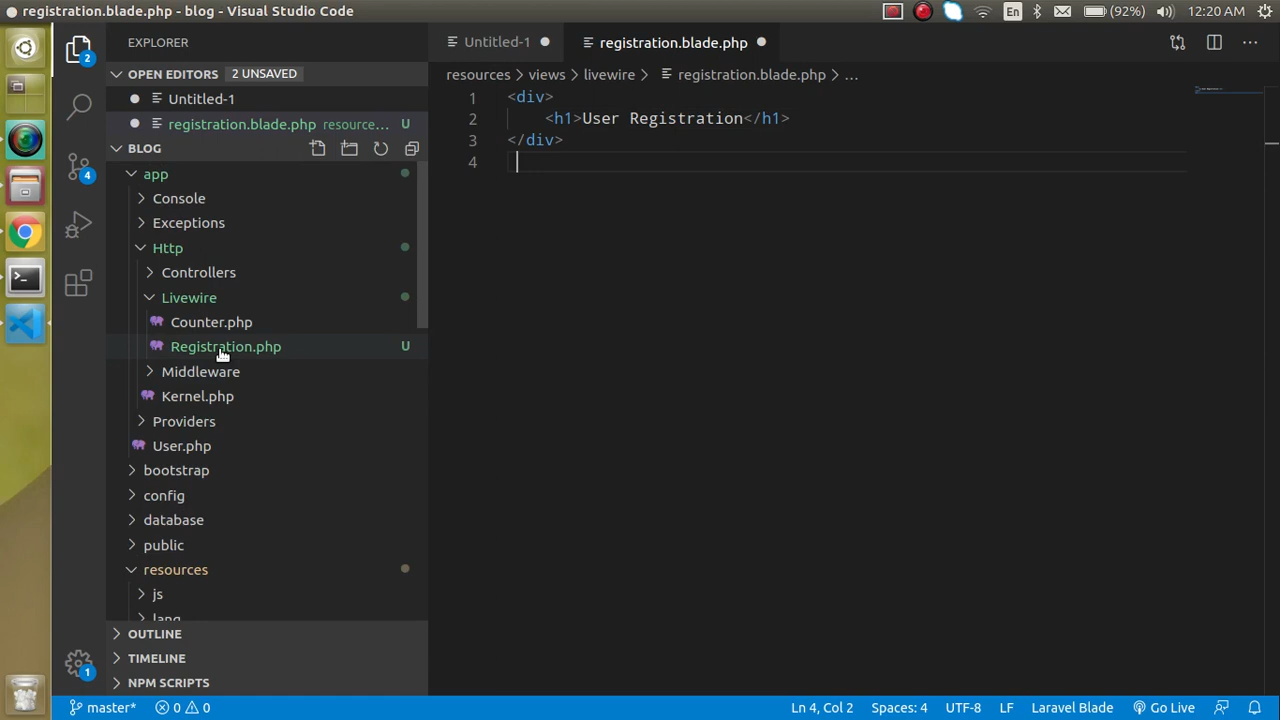 registration.blade.php - blog - Visual Studio Code
En
(92%)
12:20 AM
2
4
1
EXPLORER
OPEN EDITORS 2 UNSAVED
Untitled-1
registration.blade.php resource... U
BLOG
app
Console
Exceptions
Http
Controllers
Livewire
Counter.php
Registration.php U
Middleware
Kernel.php
Providers
User.php
bootstrap
config
database
public
resources
js
lang
OUTLINE
TIMELINE
NPM SCRIPTS
Untitled-1
registration.blade.php
resources > views > livewire > registration.blade.php > ...
1 <div>
2 <h1>User Registration</h1>
3 </div>
4
master* 0 0 Ln 4, Col 2 Spaces: 4 UTF-8 LF Laravel Blade Go Live